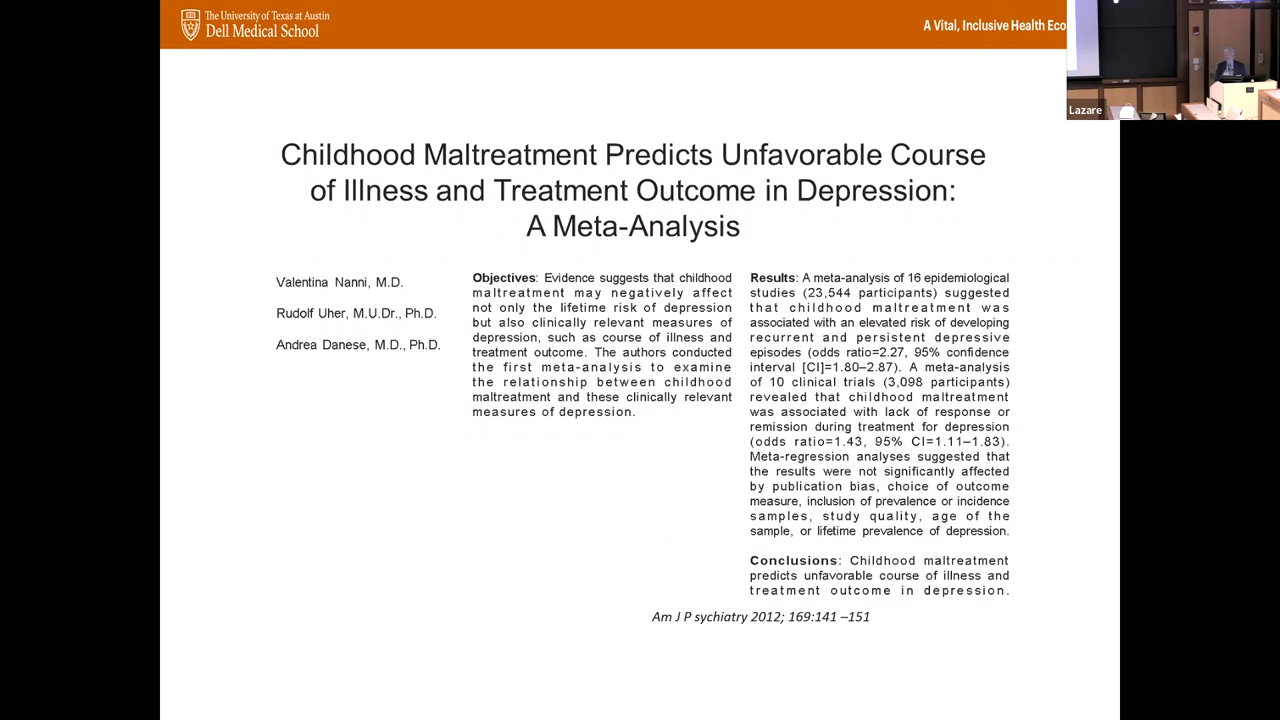 The University of Texas at Austin
Dell Medical School
A Vital, Inclusive Health Eco
Lazare
Childhood Maltreatment Predicts Unfavorable Course
of Illness and Treatment Outcome in Depression:
A Meta-Analysis
Valentina Nanni, M.D.
Rudolf Uher, M.U.Dr., Ph.D.
Andrea Danese, M.D., Ph.D.
Objectives: Evidence suggests that childhood
maltreatment may negatively affect
not only the lifetime risk of depression
but also clinically relevant measures of
depression, such as course of illness and
treatment outcome. The authors conducted
the first meta-analysis to examine
the relationship between childhood
maltreatment and these clinically relevant
measures of depression.
Results: A meta-analysis of 16 epidemiological
studies (23,544 participants) suggested
that childhood maltreatment was
associated with an elevated risk of developing
recurrent and persistent depressive
episodes (odds ratio=2.27, 95% confidence
interval [CI]=1.80–2.87). A meta-analysis
of 10 clinical trials (3,098 participants)
revealed that childhood maltreatment
was associated with lack of response or
remission during treatment for depression
(odds ratio=1.43, 95% CI=1.11–1.83).
Meta-regression analyses suggested that
the results were not significantly affected
by publication bias, choice of outcome
measure, inclusion of prevalence or incidence
samples, study quality, age of the
sample, or lifetime prevalence of depression.
Conclusions: Childhood maltreatment
predicts unfavorable course of illness and
treatment outcome in depression.
Am J P sychiatry 2012; 169:141 –151